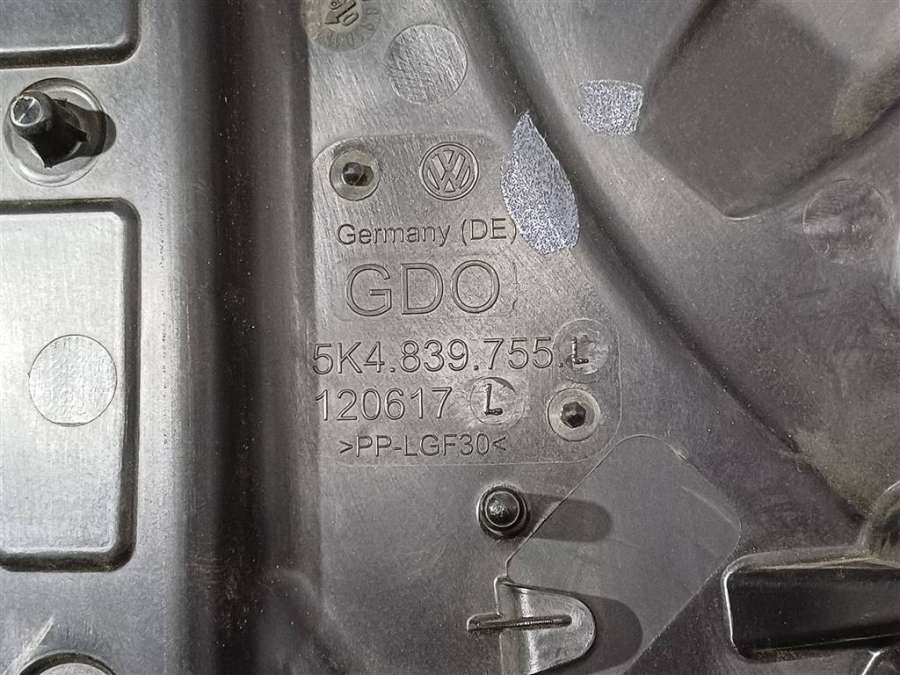 VW
Germany (DE)
GDO
5K4.839.755.L
120617 L
>PP-LGF30<